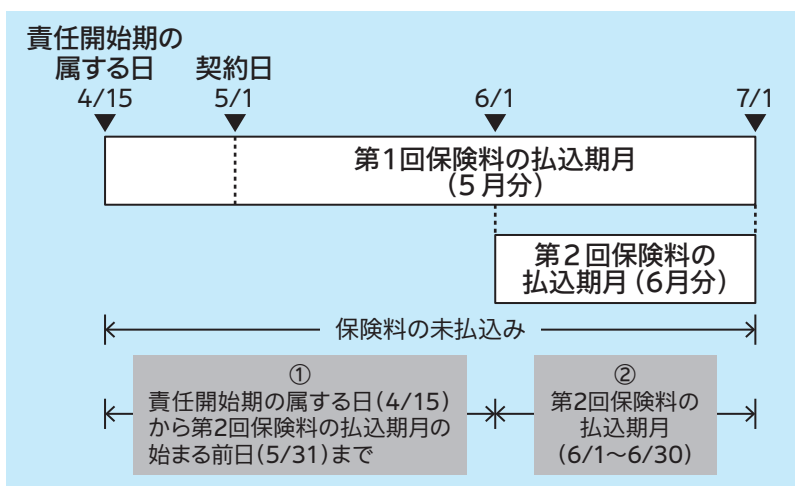 責任開始期の
属する日
4/15
契約日
5/1
6/1
7/1
第1回保険料の払込期月
(5月分)
第2回保険料の
払込期月(6月分)
保険料の未払込み
①
責任開始期の属する日(4/15)
から第2回保険料の払込期月の
始まる前日(5/31)まで
②
第2回保険料の
払込期月
(6/1～6/30)